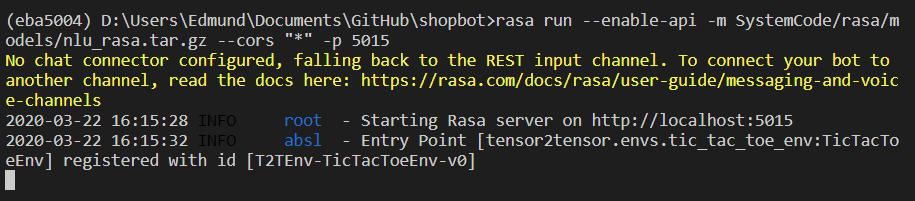 (eba5004) D:\Users\Edmund\Documents\GitHub\shopbot>rasa run --enable-api -m SystemCode/rasa/m
odels/nlu_rasa.tar.gz --cors "*" -p 5015
No chat connector configured, falling back to the REST input channel. To connect your bot to
another channel, read the docs here: https://rasa.com/docs/rasa/user-guide/messaging-and-voic
e-channels
2020-03-22 16:15:28 INFO     root  - Starting Rasa server on http://localhost:5015
2020-03-22 16:15:32 INFO     absl  - Entry Point [tensor2tensor.envs.tic_tac_toe_env:TicTacTo
eEnv] registered with id [T2TEnv-TicTacToeEnv-v0]